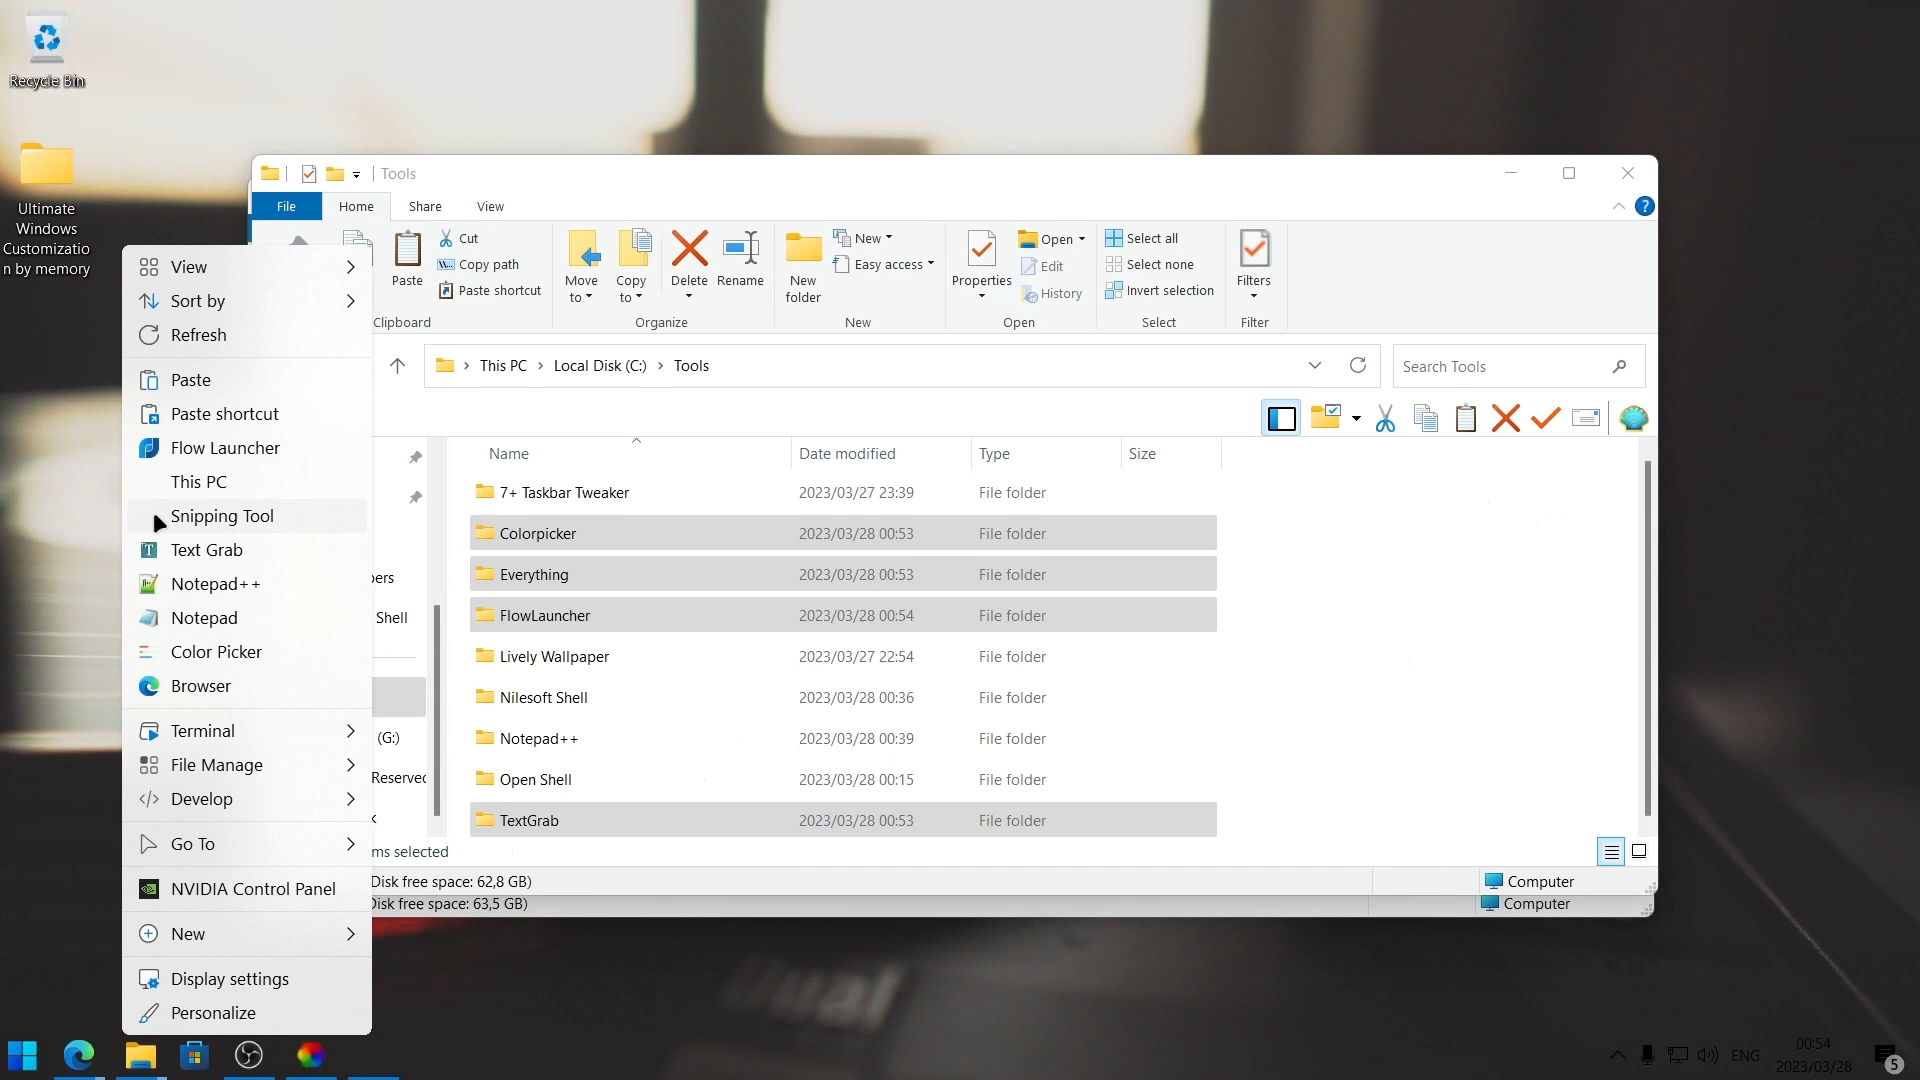 Recycle Bin
Ultimate
Windows
Customizatio
n by memory
Tools
File
Home
Share
View
?
Paste
Cut
Copy path
Paste shortcut
Clipboard
Move
to
Copy
to
Delete
Rename
Organize
New
folder
New
Easy access
New
Properties
Open
Edit
History
Open
Select all
Select none
Invert selection
Select
Filters
Filter
This PC
Local Disk (C:)
Tools
Search Tools
Name
Date modified
Type
Size
7+ Taskbar Tweaker 2023/03/27 23:39 File folder
Colorpicker 2023/03/28 00:53 File folder
Everything 2023/03/28 00:53 File folder
FlowLauncher 2023/03/28 00:54 File folder
Lively Wallpaper 2023/03/27 22:54 File folder
Nilesoft Shell 2023/03/28 00:36 File folder
Notepad++ 2023/03/28 00:39 File folder
Open Shell 2023/03/28 00:15 File folder
TextGrab 2023/03/28 00:53 File folder
Shell
(G:)
ms selected
Disk free space: 62,8 GB)
Computer
Disk free space: 63,5 GB)
Computer
View
Sort by
Refresh
Paste
Paste shortcut
Flow Launcher
This PC
Snipping Tool
Text Grab
Notepad++
Notepad
Color Picker
Browser
Terminal
File Manage
Develop
Go To
NVIDIA Control Panel
New
Display settings
Personalize
ENG
00:54
2023/03/28
5